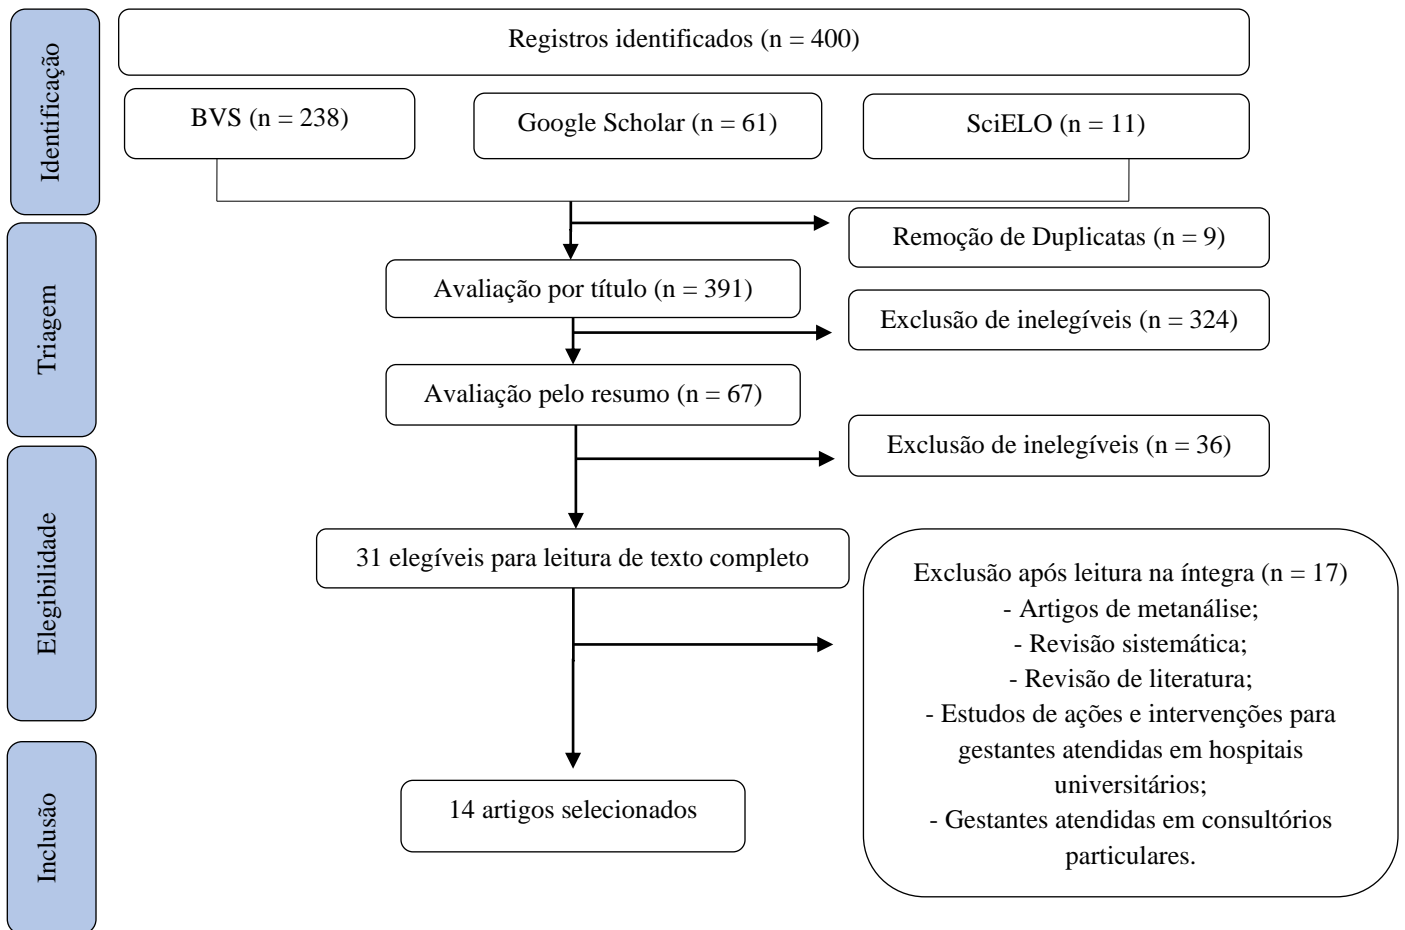 Identificação
Registros identificados (n = 400)
BVS (n = 238)
Google Scholar (n = 61)
SciELO (n = 11)
Remoção de Duplicatas (n = 9)
Triagem
Avaliação por título (n = 391)
Exclusão de inelegíveis (n = 324)
Avaliação pelo resumo (n = 67)
Exclusão de inelegíveis (n = 36)
Elegibilidade
31 elegíveis para leitura de texto completo
Exclusão após leitura na íntegra (n = 17)
- Artigos de metanálise;
- Revisão sistemática;
- Revisão de literatura;
- Estudos de ações e intervenções para
gestantes atendidas em hospitais
universitários;
- Gestantes atendidas em consultórios
particulares.
Inclusão
14 artigos selecionados